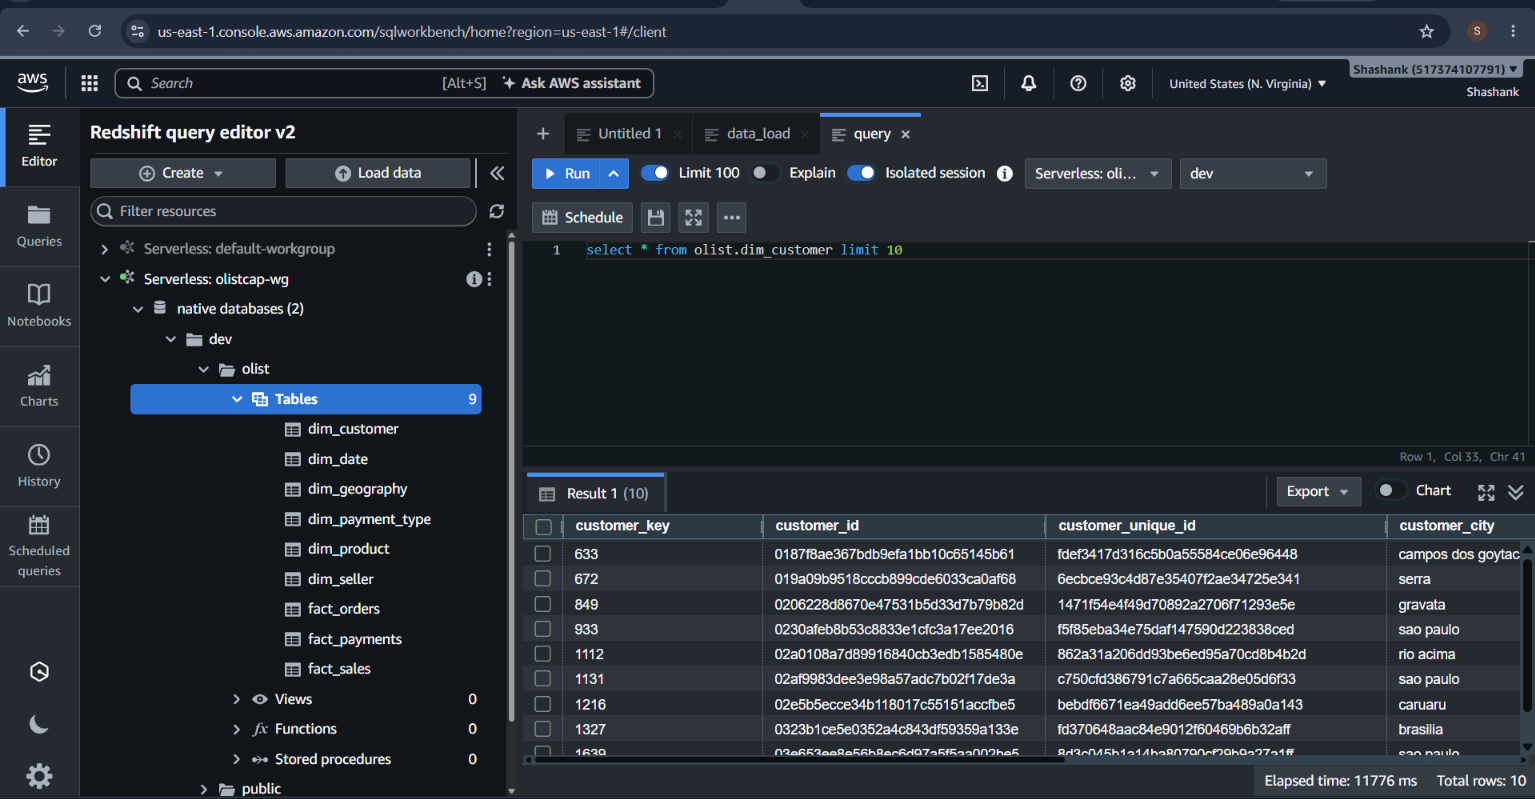 us-east-1.console.aws.amazon.com/sqlworkbench/home?region=us-east-1#/client
S
aws
Search
[Alt+S]
Ask AWS assistant
United States (N. Virginia)
Shashank (517374107791)
Shashank
Editor
Queries
Notebooks
Charts
History
Scheduled
queries
Redshift query editor v2
Create
Load data
Filter resources
Serverless: default-workgroup
Serverless: olistcap-wg
native databases (2)
dev
olist
Tables 9
dim_customer
dim_date
dim_geography
dim_payment_type
dim_product
dim_seller
fact_orders
fact_payments
fact_sales
Views 0
fx Functions 0
Stored procedures 0
public
Untitled 1
data_load
query
Run
Limit 100
Explain
Isolated session
Serverless: oli...
dev
Schedule
1 select * from olist.dim_customer limit 10
Row 1, Col 33, Chr 41
Result 1 (10)
Export
Chart
customer_key customer_id customer_unique_id customer_city
633 0187f8ae367bdb9efa1bb10c65145b61 fdef3417d316c5b0a55584ce06e96448 campos dos goytac
672 019a09b9518cccb899cde6033ca0af68 6ecbce93c4d87e35407f2ae34725e341 serra
849 0206228d8670e47531b5d33d7b79b82d 1471f54e4f49d70892a2706f71293e5e gravata
933 0230afeb8b53c8833e1cfc3a17ee2016 f5f85eba34e75daf147590d223838ced sao paulo
1112 02a0108a7d89916840cb3edb1585480e 862a31a206dd93be6ed95a70cd8b4b2d rio acima
1131 02af9983dee3e98a57adc7b02f17de3a c750cfd386791c7a665caa28e05d6f33 sao paulo
1216 02e5b5ecce34b118017c55151accfbe5 bebdf6671ea49add6ee57ba489a0a143 caruaru
1327 0323b1ce5e0352a4c843df59359a133e fd370648aac84e9012f60469b6b32aff brasilia
1639 03e653ee8e56b8ec6d97a5f5aa002be5 8d3c045b1a14ba80790cf29b9a27a1ff sao paulo
Elapsed time: 11776 ms Total rows: 10